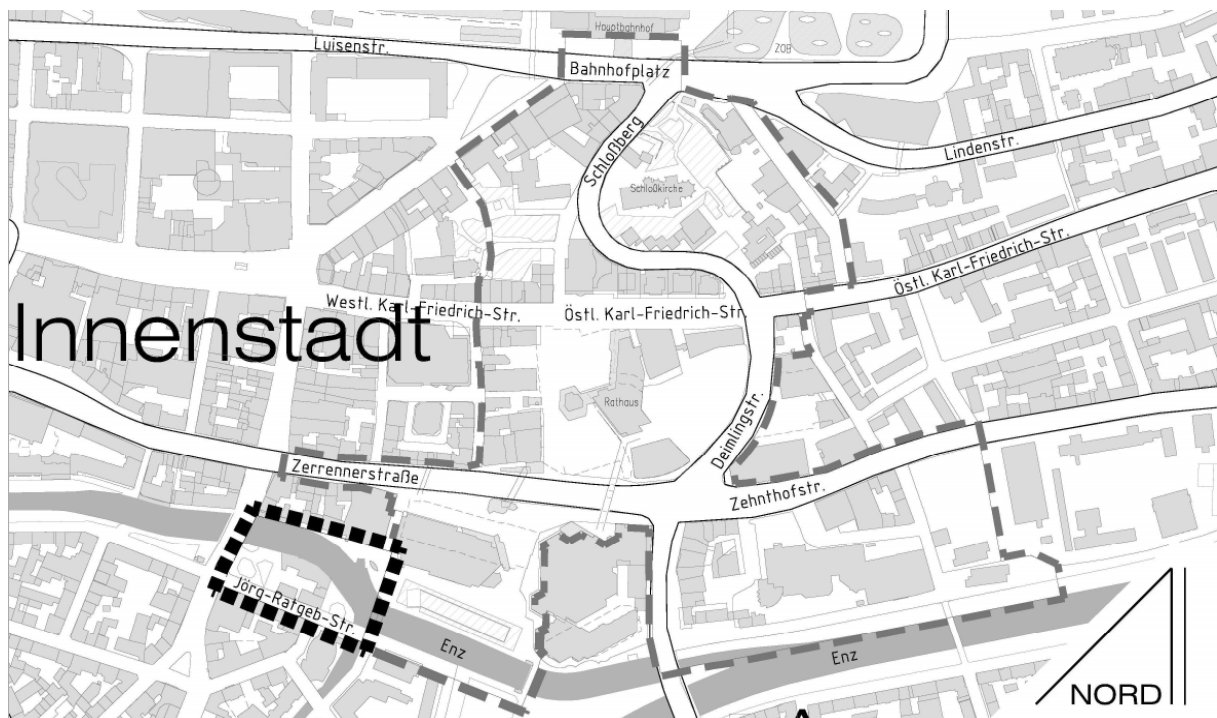 Hauptbahnhof
Luisenstr.
ZOB
Bahnhofplatz
Schloßberg
Lindenstr.
Schloßkirche
Östl. Karl-Friedrich-Str.
Westl. Karl-Friedrich-Str.
Östl. Karl-Friedrich-Str.
Innenstadt
Rathaus
Deimlingstr.
Zerrennerstraße
Zehnthofstr.
Jörg-Ratgeb-Str.
Enz
Enz
NORD